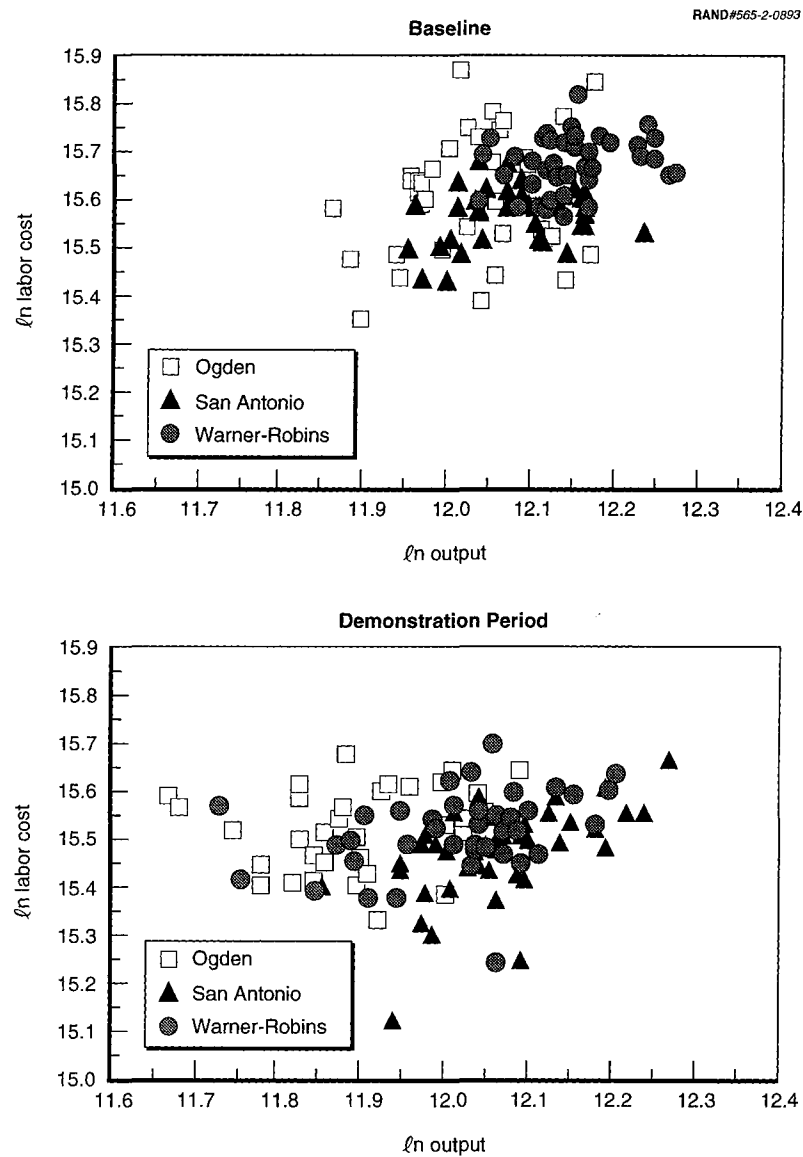 RAND#565-2-0893
Baseline
15.9
15.8
15.7
15.6
15.5
15.4
15.3
15.2
15.1
15.0
ℓn labor cost
Ogden
San Antonio
Warner-Robins
11.6 11.7 11.8 11.9 12.0 12.1 12.2 12.3 12.4
ℓn output
Demonstration Period
15.9
15.8
15.7
15.6
15.5
15.4
15.3
15.2
15.1
15.0
ℓn labor cost
Ogden
San Antonio
Warner-Robins
11.6 11.7 11.8 11.9 12.0 12.1 12.2 12.3 12.4
ℓn output